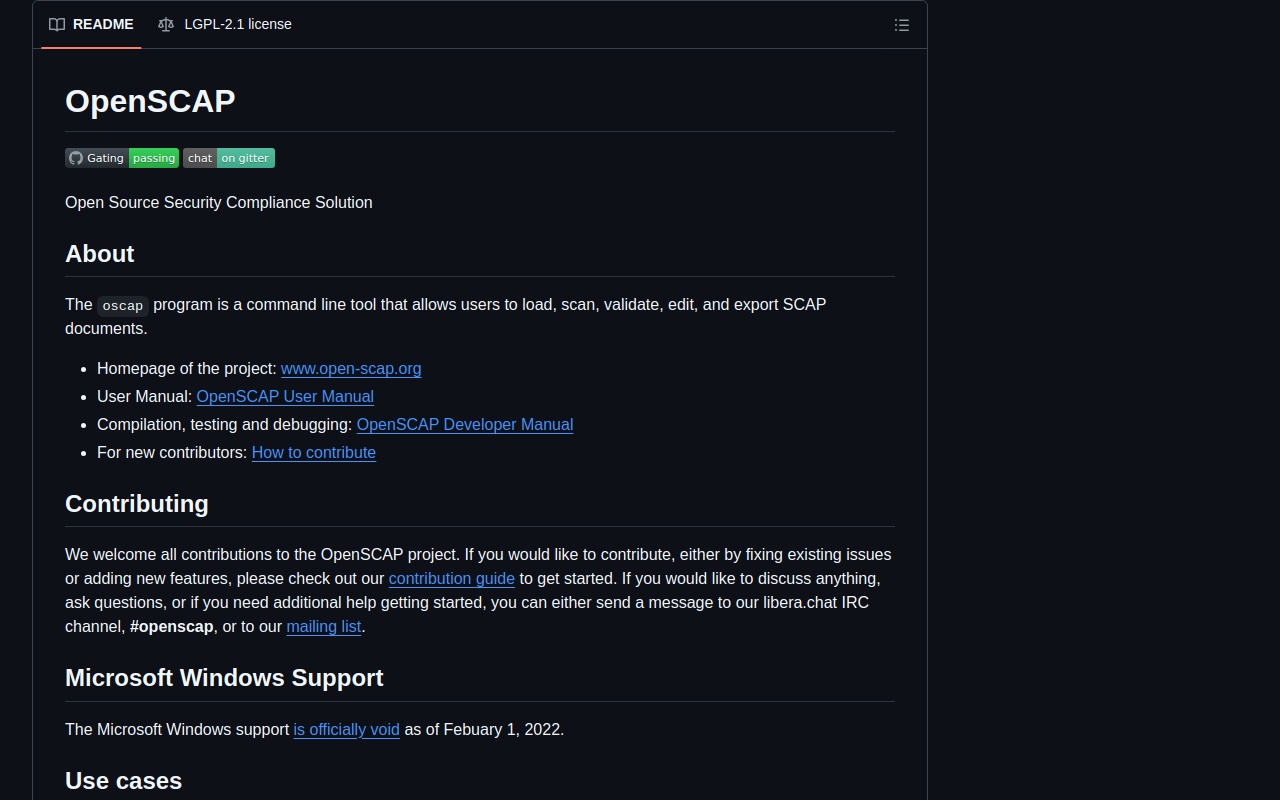 README
LGPL-2.1 license
OpenSCAP
Gating passing chat on gitter
Open Source Security Compliance Solution
About
The oscap program is a command line tool that allows users to load, scan, validate, edit, and export SCAP
documents.
Homepage of the project: www.open-scap.org
User Manual: OpenSCAP User Manual
Compilation, testing and debugging: OpenSCAP Developer Manual
For new contributors: How to contribute
Contributing
We welcome all contributions to the OpenSCAP project. If you would like to contribute, either by fixing existing issues
or adding new features, please check out our contribution guide to get started. If you would like to discuss anything,
ask questions, or if you need additional help getting started, you can either send a message to our libera.chat IRC
channel, #openscap, or to our mailing list.
Microsoft Windows Support
The Microsoft Windows support is officially void as of Febuary 1, 2022.
Use cases